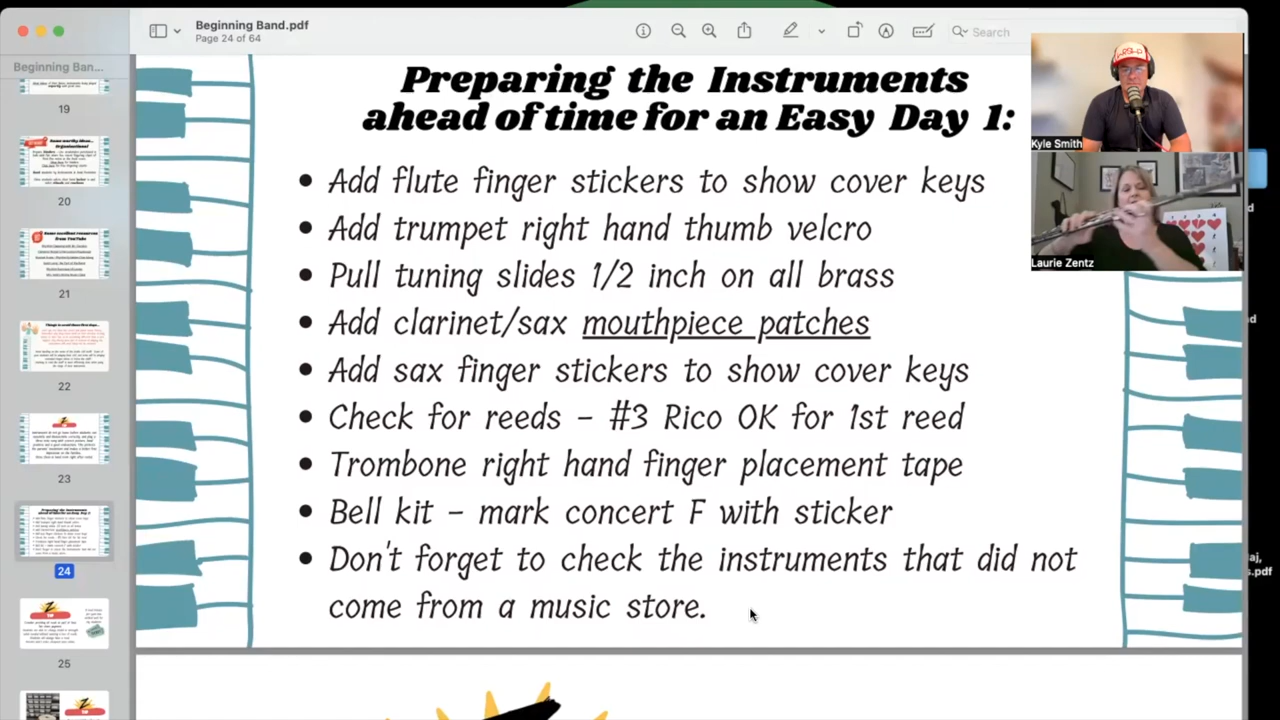 Beginning Band.pdf
Page 24 of 64
Search
Beginning Ban...
19
20
21
22
23
24
25
Preparing the Instruments
ahead of time for an Easy Day 1:
• Add flute finger stickers to show cover keys
• Add trumpet right hand thumb velcro
• Pull tuning slides 1/2 inch on all brass
• Add clarinet/sax mouthpiece patches
• Add sax finger stickers to show cover keys
• Check for reeds - #3 Rico OK for 1st reed
• Trombone right hand finger placement tape
• Bell kit - mark concert F with sticker
• Don't forget to check the instruments that did not
come from a music store.
Kyle Smith
Laurie Zentz